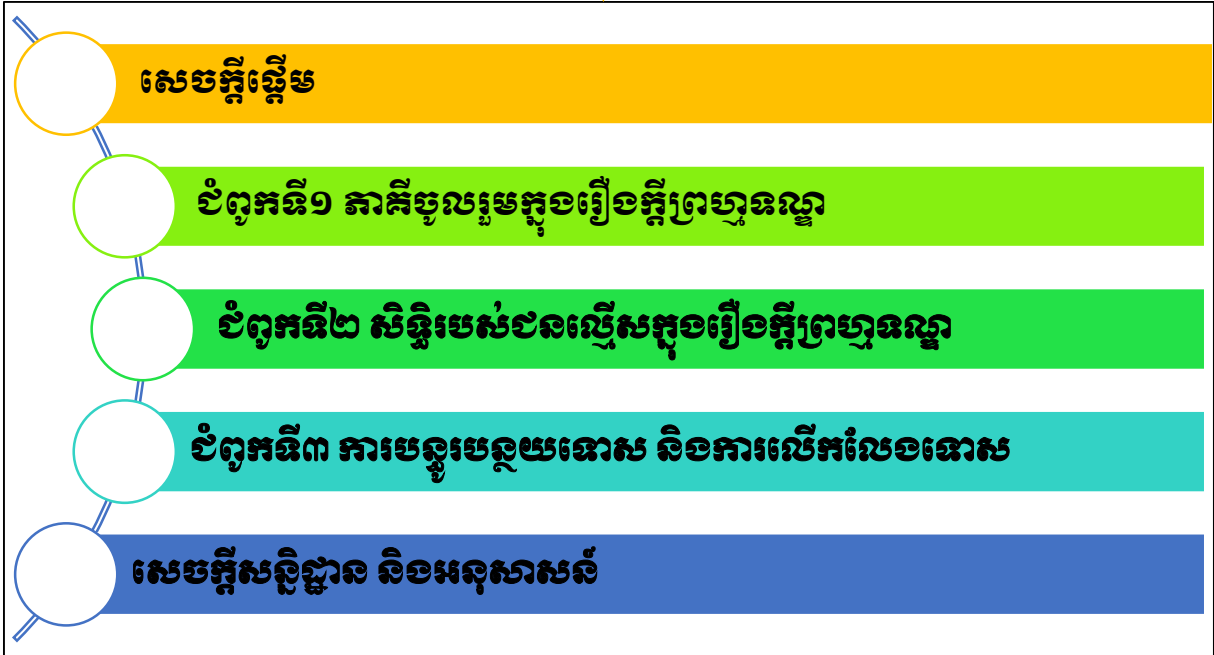 សេចក្តីផ្តើម
ជំពូកទី១ ភាគីចូលរួមក្នុងរឿងក្តីព្រហ្មទណ្ឌ
ជំពូកទី២ សិទ្ធិរបស់ជនល្មើសក្នុងរឿងក្តីព្រហ្មទណ្ឌ
ជំពូកទី៣ ការបន្ធូរបន្ថយទោស និងការលើកលែងទោស
សេចក្តីសន្និដ្ឋាន និងអនុសាសន៍